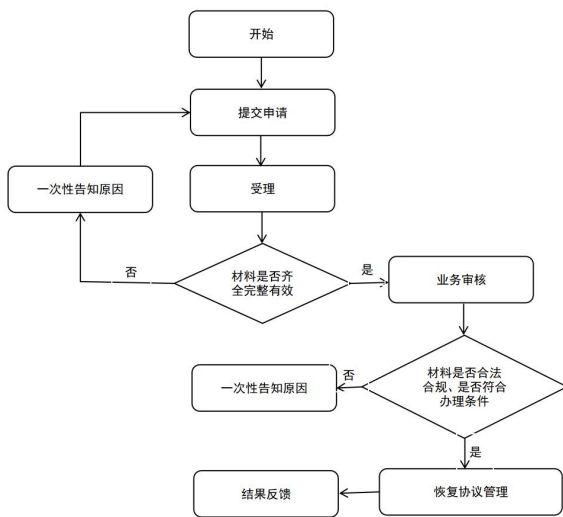 开始
提交申请
一次性告知原因
受理
否
材料是否齐
全完整有效
是
业务审核
一次性告知原因
否
材料是否合法
合规、是否符合
办理条件
是
结果反馈
恢复协议管理